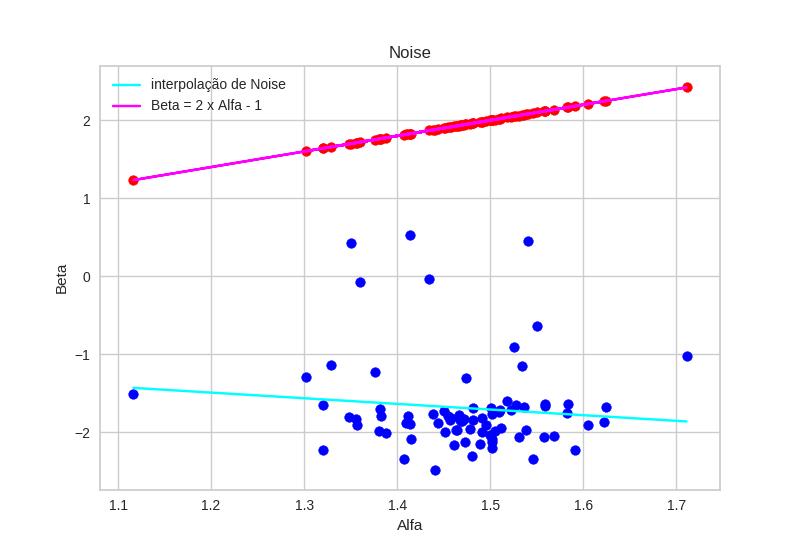 Noise
interpolação de Noise
Beta = 2 x Alfa - 1
2
1
0
−1
−2
Beta
1.1 1.2 1.3 1.4 1.5 1.6 1.7
Alfa